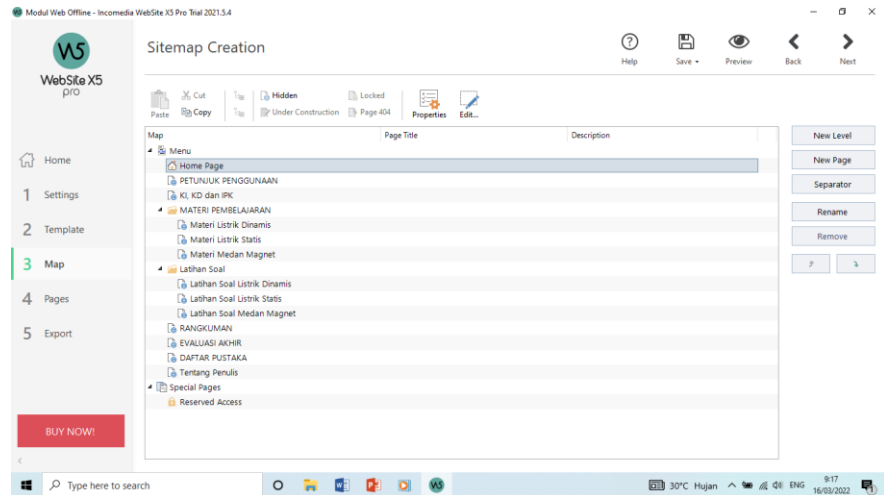 Modul Web Offline - Incomedia WebSite X5 Pro Trial 2021.5.4
W5
WebSite X5
pro
Sitemap Creation
Help
Save
Preview
Back
Next
Paste
Cut
Copy
Hidden
Under Construction
Locked
Page 404
Properties
Edit...
Map Page Title Description
Menu
Home Page
PETUNJUK PENGGUNAAN
KI, KD dan IPK
MATERI PEMBELAJARAN
Materi Listrik Dinamis
Materi Listrik Statis
Materi Medan Magnet
Latihan Soal
Latihan Soal Listrik Dinamis
Latihan Soal Listrik Statis
Latihan Soal Medan Magnet
RANGKUMAN
EVALUASI AKHIR
DAFTAR PUSTAKA
Tentang Penulis
Special Pages
Reserved Access
New Level
New Page
Separator
Rename
Remove
Home
1 Settings
2 Template
3 Map
4 Pages
5 Export
BUY NOW!
Type here to search
30°C Hujan
ENG
9:17
16/03/2022